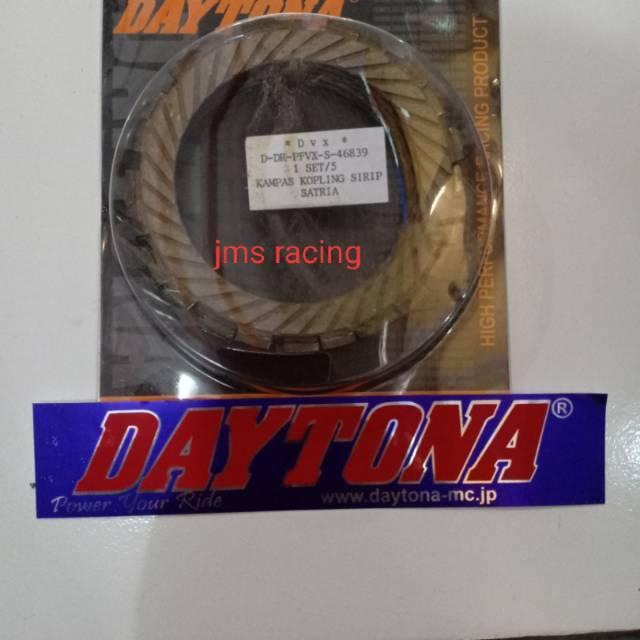 DAYTONA
* D V X *
D-DR-PFVX-S-46839
1 SET/5
KAMPAS KOPLING SIRIP
SATRIA
jms racing
HIGH PERFORMANCE RACING PRODUCT
DAYTONA®
Power Your Ride
www.daytona-mc.jp